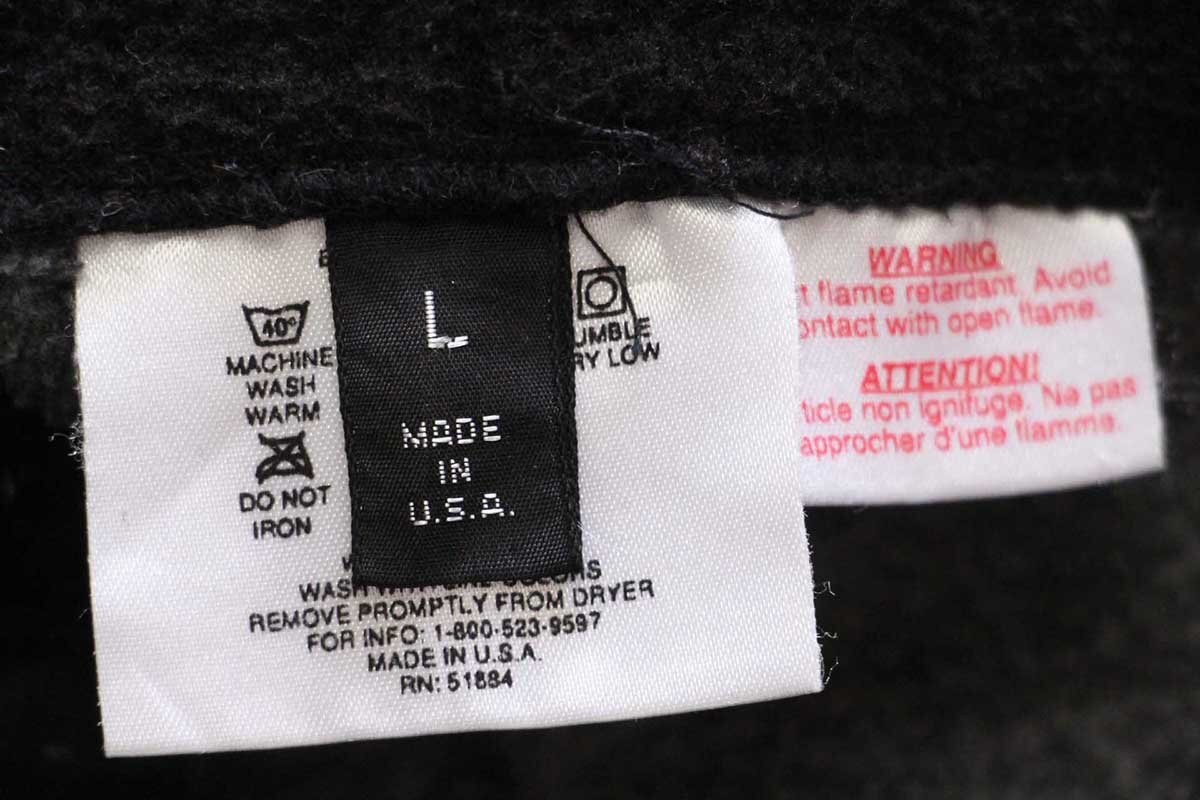 L
MADE
IN
U.S.A.
40°
MACHINE
WASH
WARM
DO NOT
IRON
UMBLE
RY LOW
WASH COLORS
REMOVE PROMPTLY FROM DRYER
FOR INFO: 1-800-523-9597
MADE IN U.S.A.
RN: 51884
WARNING
t flame retardant. Avoid
ontact with open flame.
ATTENTION!
ticle non ignifuge. Ne pas
approcher d'une flamme.